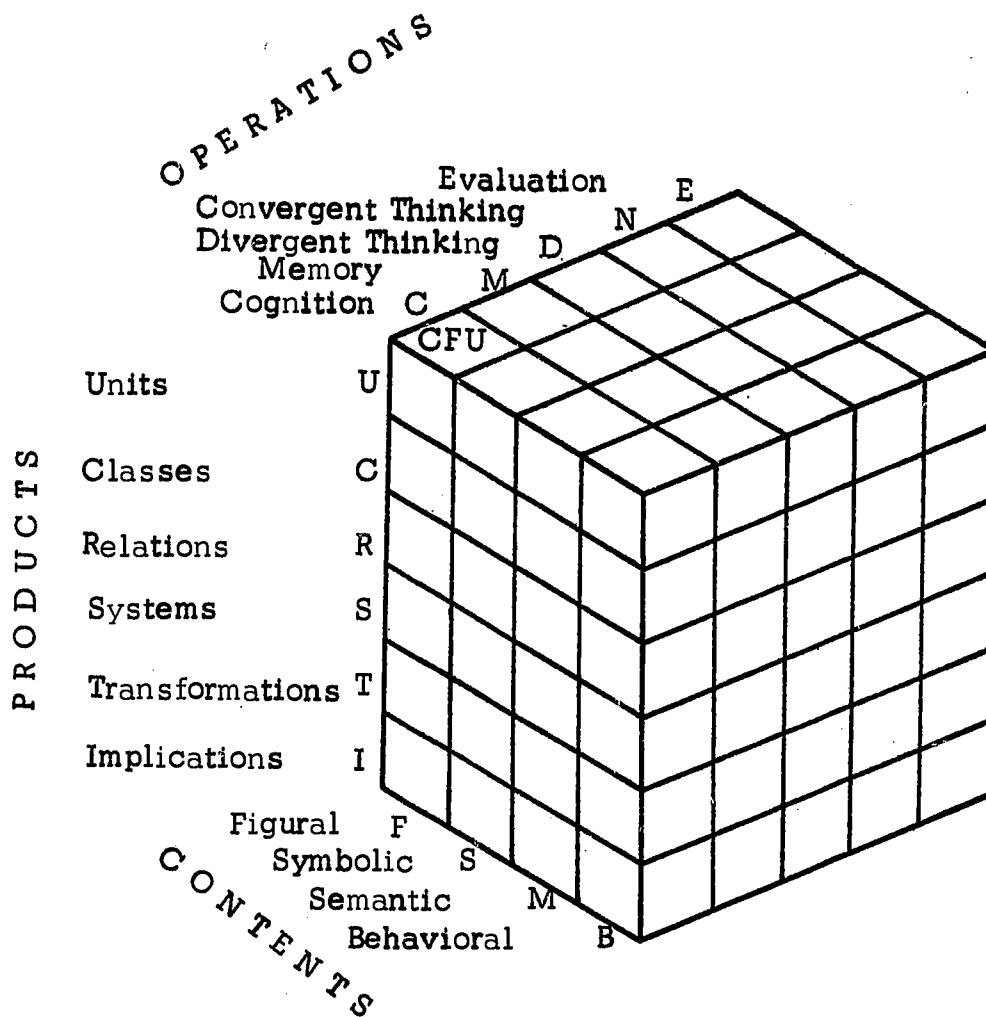 OPERATIONS
Evaluation E
Convergent Thinking N
Divergent Thinking D
Memory M
Cognition C
CFU
PRODUCTS
Units U
Classes C
Relations R
Systems S
Transformations T
Implications I
Figural F
Symbolic S
Semantic M
Behavioral B
CONTENTS